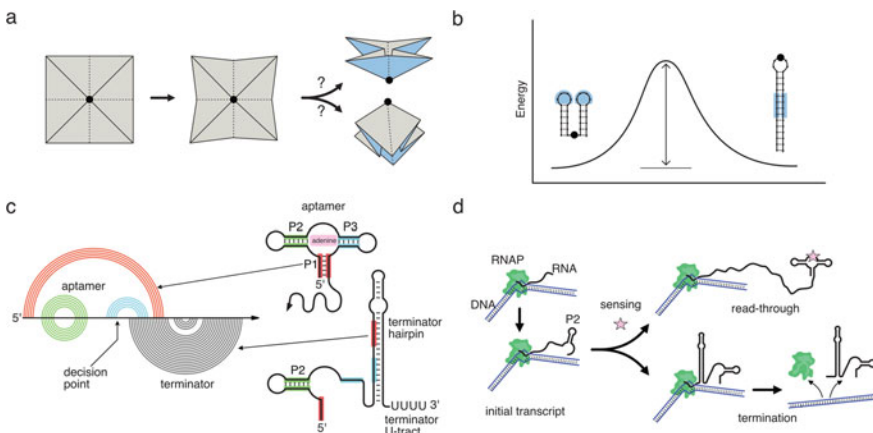 a
?
?
b
Energy
c
aptamer
P2
P3
adenine
P1
5'
aptamer
5'
decision
point
terminator
terminator
hairpin
P2
5'
UUUU 3'
terminator
U-tract
d
RNAP
RNA
DNA
sensing
P2
initial transcript
read-through
termination